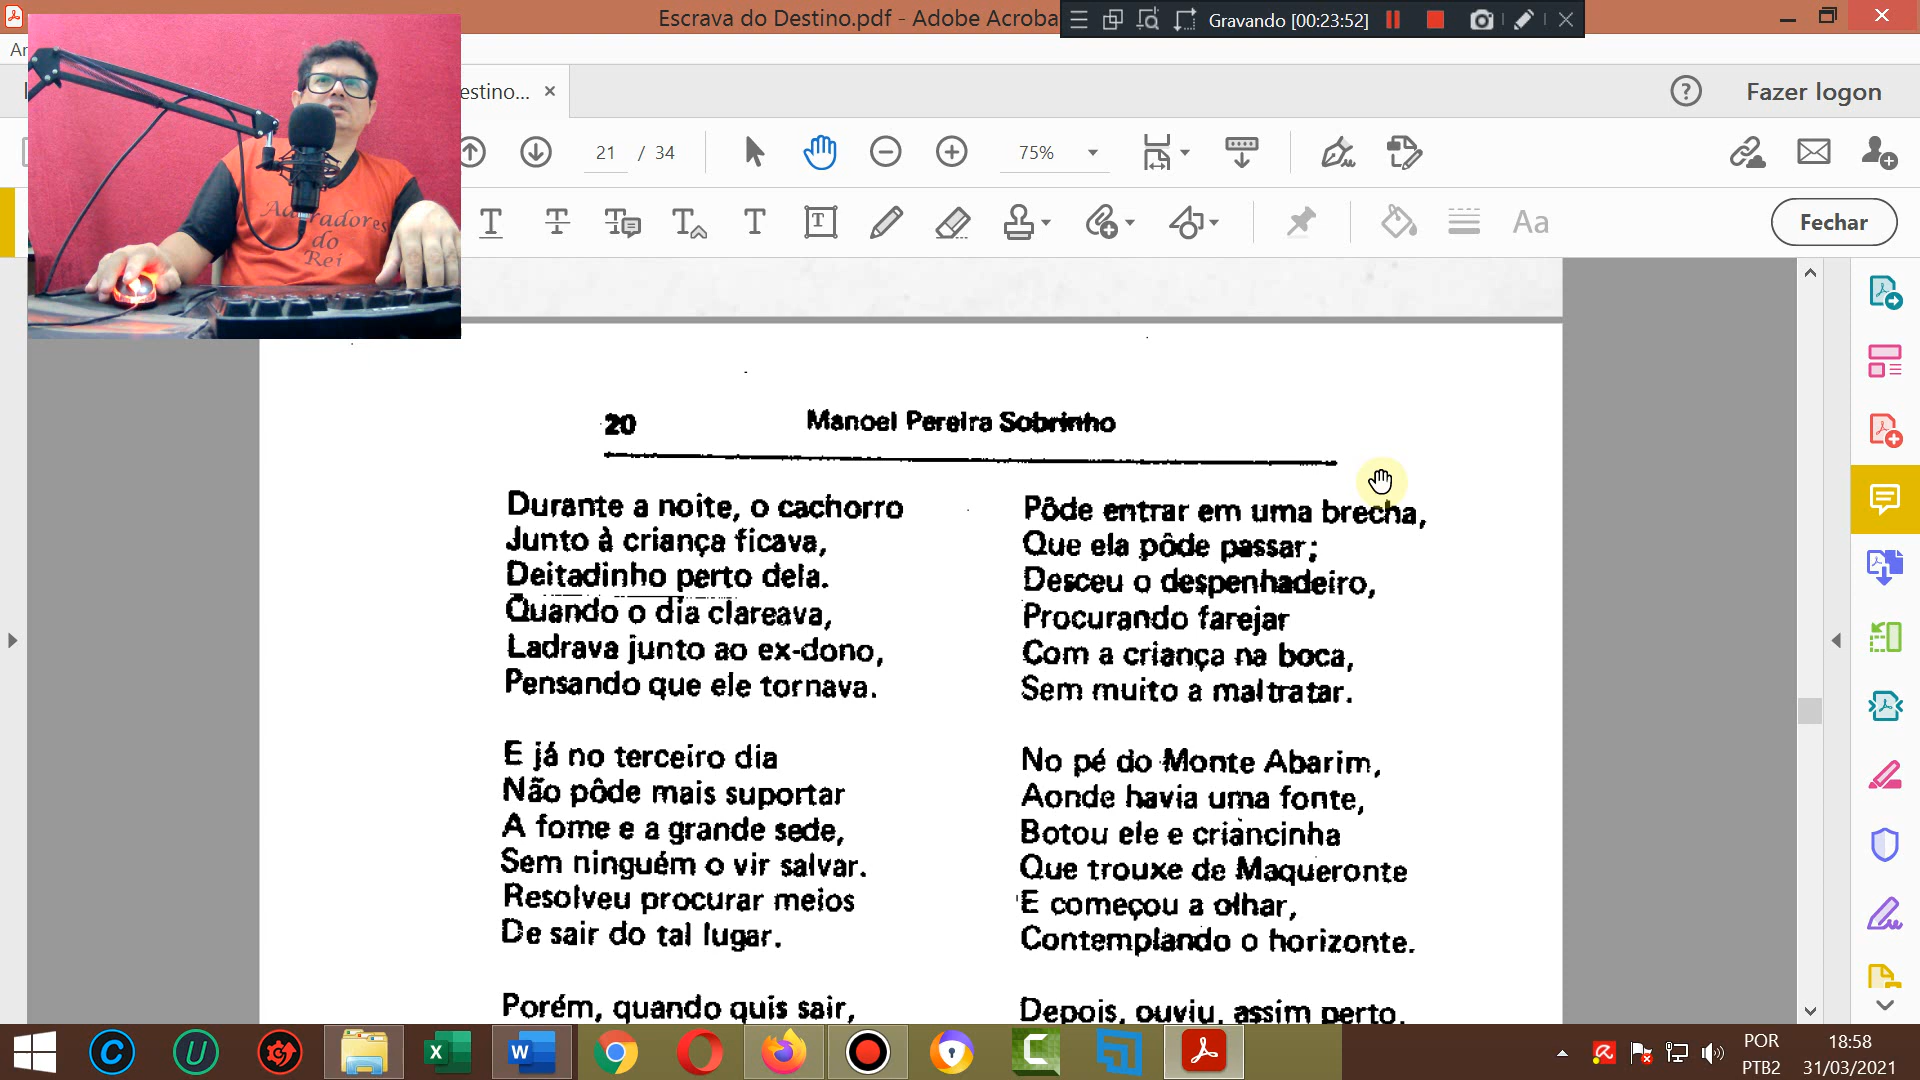 Escrava do Destino.pdf - Adobe Acroba
Gravando [00:23:52]
Ar
estino...
Fazer logon
21 / 34
75%
Fechar
Aa
Adoradores
do
Rei
20
Manoel Pereira Sobrinho
Durante a noite, o cachorro
Junto à criança ficava,
Deitadinho perto dela.
Quando o dia clareava,
Ladrava junto ao ex-dono,
Pensando que ele tornava.
E já no terceiro dia
Não pôde mais suportar
A fome e a grande sede,
Sem ninguém o vir salvar.
Resolveu procurar meios
De sair do tal lugar.
Porém, quando quis sair,
Pôde entrar em uma brecha,
Que ela pôde passar;
Desceu o despenhadeiro,
Procurando farejar
Com a criança na boca,
Sem muito a maltratar.
No pé do Monte Abarim,
Aonde havia uma fonte,
Botou ele e criancinha
Que trouxe de Maqueronte
E começou a olhar,
Contemplando o horizonte.
Depois, ouviu, assim perto,
POR
PTB2
18:58
31/03/2021